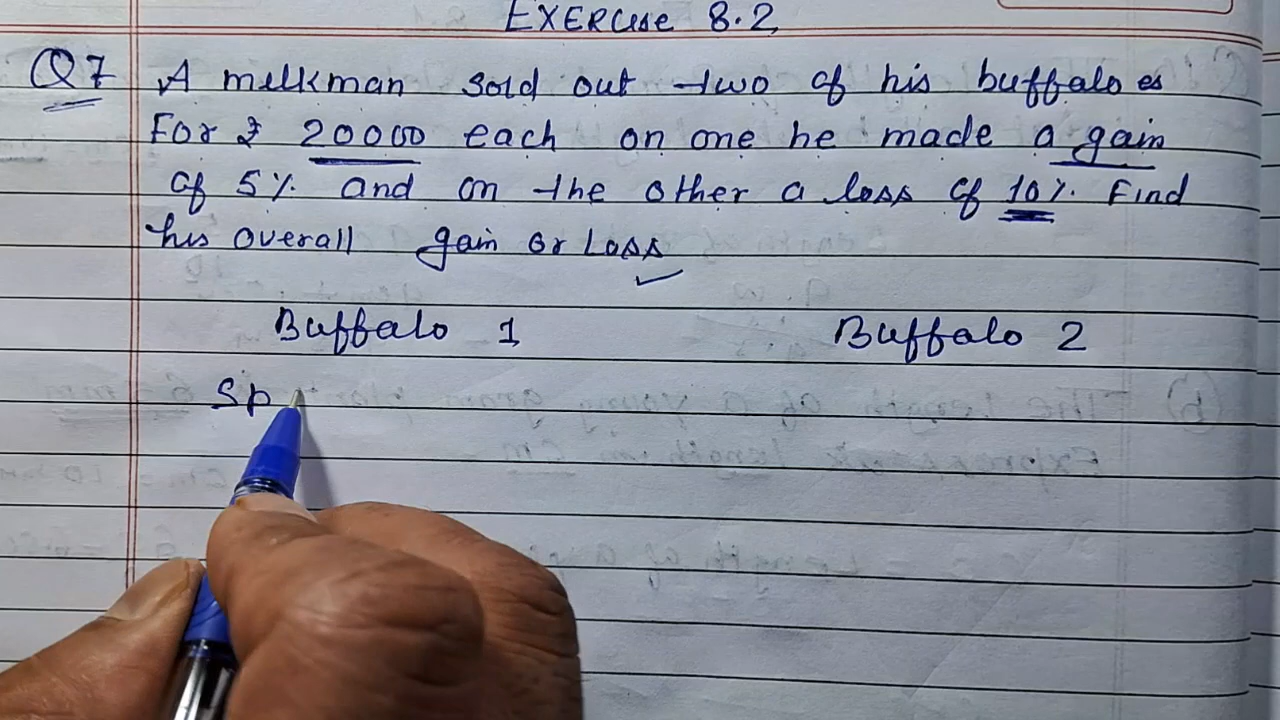 EXERCISE 8.2
Q7 A milkman sold out two of his buffaloes
For ₹ 20000 each on one he made a gain
of 5% and on the other a loss of 10%. Find
his overall gain or Loss
Buffalo 1 Buffalo 2
SP